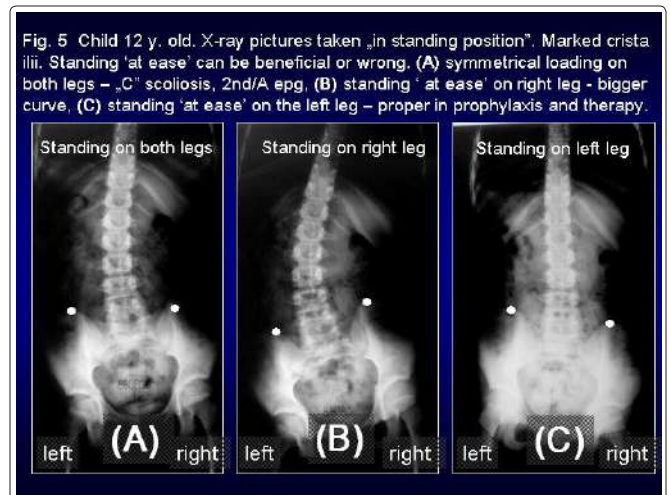 Fig. 5 Child 12 y. old. X-ray pictures taken „in standing position”. Marked crista
ilii. Standing ‘at ease’ can be beneficial or wrong. (A) symmetrical loading on
both legs – „C” scoliosis, 2nd/A epg, (B) standing ‘ at ease’ on right leg - bigger
curve, (C) standing ‘at ease’ on the left leg – proper in prophylaxis and therapy.
Standing on both legs
Standing on right leg
Standing on left leg
left (A) right
left (B) right
left (C) right